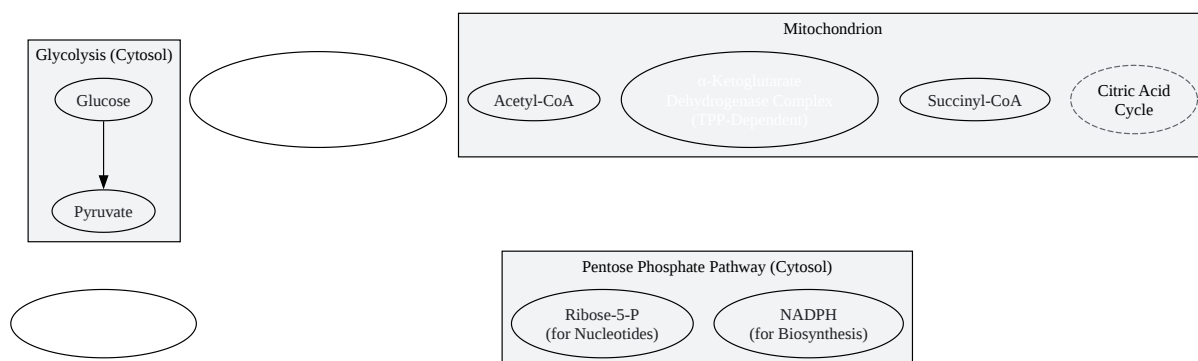 Glycolysis (Cytosol)
Glucose
Pyruvate
Mitochondrion
Acetyl-CoA
α-Ketoglutarate
Dehydrogenase Complex
(TPP-Dependent)
Succinyl-CoA
Citric Acid
Cycle
Pentose Phosphate Pathway (Cytosol)
Ribose-5-P
(for Nucleotides)
NADPH
(for Biosynthesis)